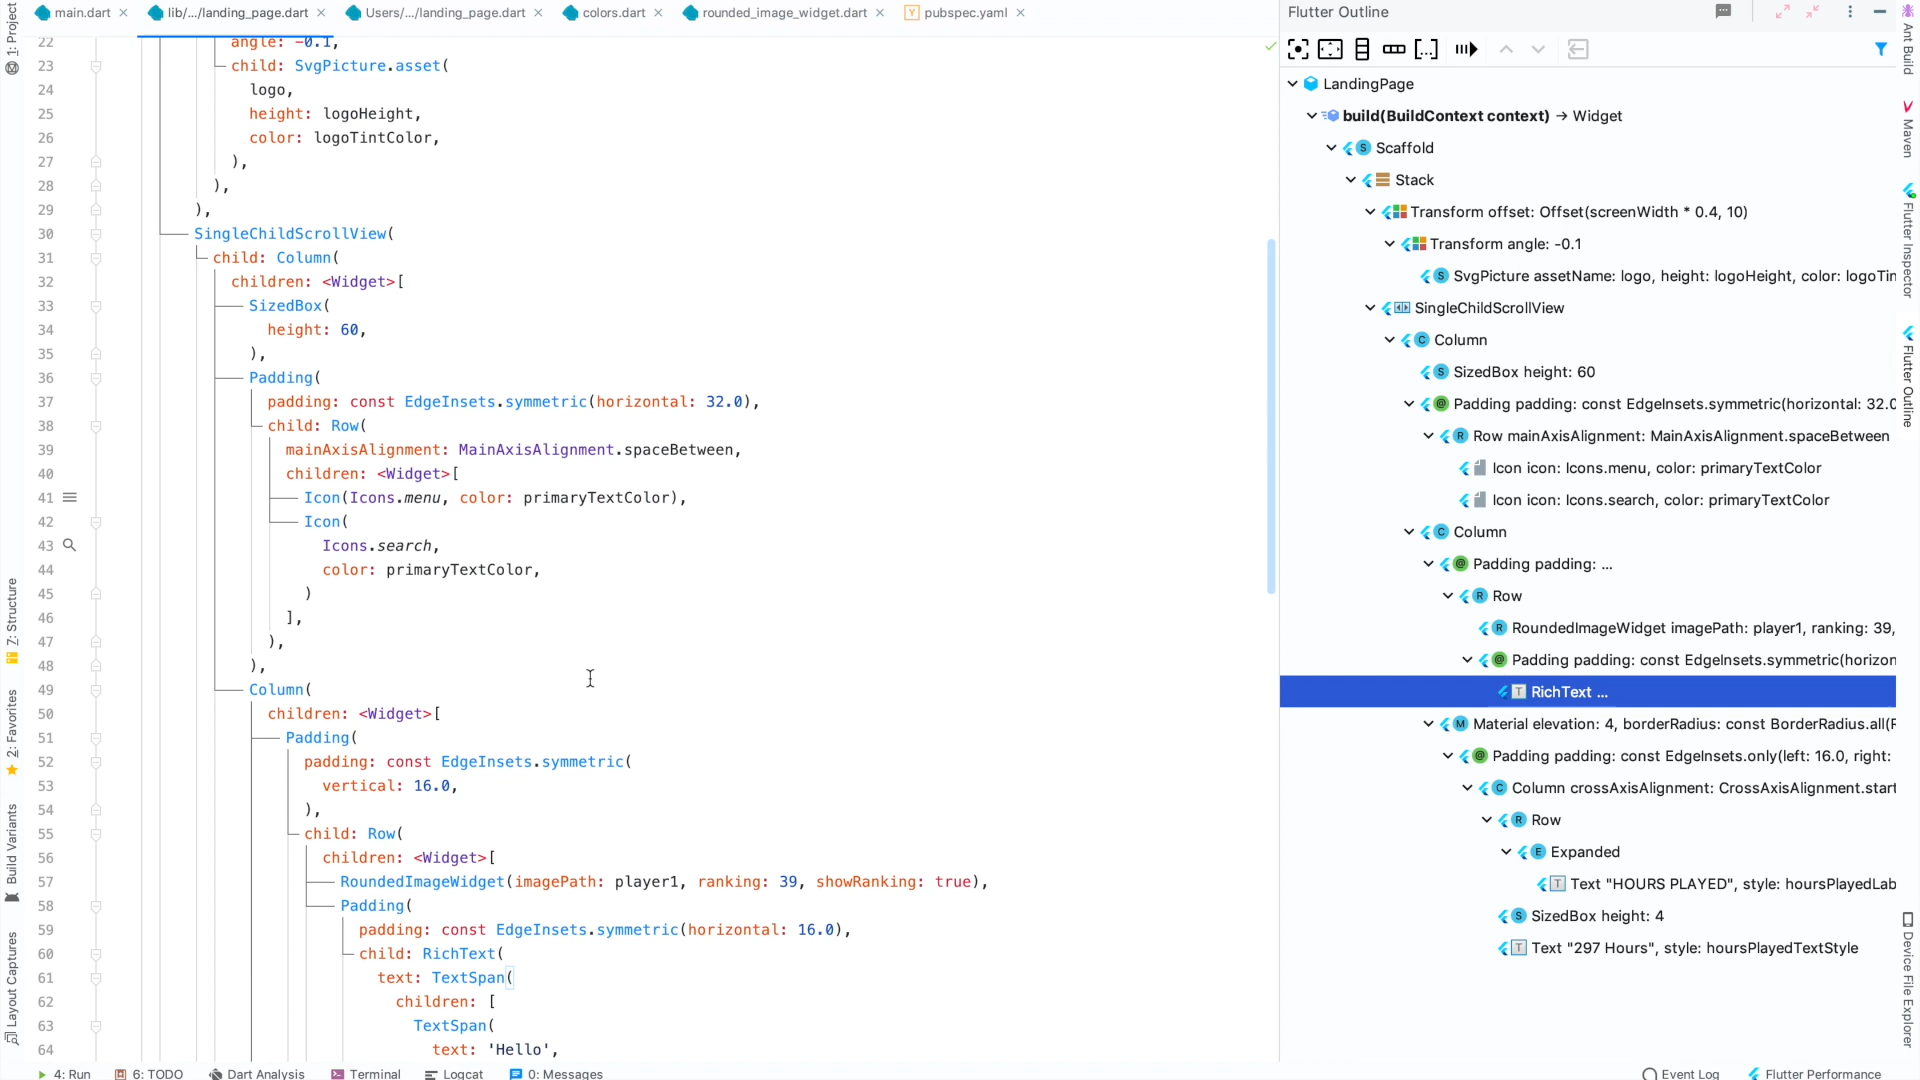 main.dart
lib/.../landing_page.dart
Users/.../landing_page.dart
colors.dart
rounded_image_widget.dart
pubspec.yaml
Flutter Outline
1: Project
Z: Structure
2: Favorites
Build Variants
Layout Captures
22 angle: -0.1,
23 child: SvgPicture.asset(
24 logo,
25 height: logoHeight,
26 color: logoTintColor,
27 ),
28 ),
29 ),
30 SingleChildScrollView(
31 child: Column(
32 children: <Widget>[
33 SizedBox(
34 height: 60,
35 ),
36 Padding(
37 padding: const EdgeInsets.symmetric(horizontal: 32.0),
38 child: Row(
39 mainAxisAlignment: MainAxisAlignment.spaceBetween,
40 children: <Widget>[
41 Icon(Icons.menu, color: primaryTextColor),
42 Icon(
43 Icons.search,
44 color: primaryTextColor,
45 )
46 ],
47 ),
48 ),
49 Column(
50 children: <Widget>[
51 Padding(
52 padding: const EdgeInsets.symmetric(
53 vertical: 16.0,
54 ),
55 child: Row(
56 children: <Widget>[
57 RoundedImageWidget(imagePath: player1, ranking: 39, showRanking: true),
58 Padding(
59 padding: const EdgeInsets.symmetric(horizontal: 16.0),
60 child: RichText(
61 text: TextSpan(
62 children: [
63 TextSpan(
64 text: 'Hello',
LandingPage
build(BuildContext context) → Widget
Scaffold
Stack
Transform offset: Offset(screenWidth * 0.4, 10)
Transform angle: -0.1
SvgPicture assetName: logo, height: logoHeight, color: logoTin
SingleChildScrollView
Column
SizedBox height: 60
Padding padding: const EdgeInsets.symmetric(horizontal: 32.0
Row mainAxisAlignment: MainAxisAlignment.spaceBetween
Icon icon: Icons.menu, color: primaryTextColor
Icon icon: Icons.search, color: primaryTextColor
Column
Padding padding: ...
Row
RoundedImageWidget imagePath: player1, ranking: 39,
Padding padding: const EdgeInsets.symmetric(horizon
RichText ...
Material elevation: 4, borderRadius: const BorderRadius.all(R
Padding padding: const EdgeInsets.only(left: 16.0, right:
Column crossAxisAlignment: CrossAxisAlignment.start
Row
Expanded
Text "HOURS PLAYED", style: hoursPlayedLab
SizedBox height: 4
Text "297 Hours", style: hoursPlayedTextStyle
Ant Build
Maven
Flutter Inspector
Flutter Outline
Device File Explorer
4: Run
6: TODO
Dart Analysis
Terminal
Logcat
0: Messages
Event Log
Flutter Performance